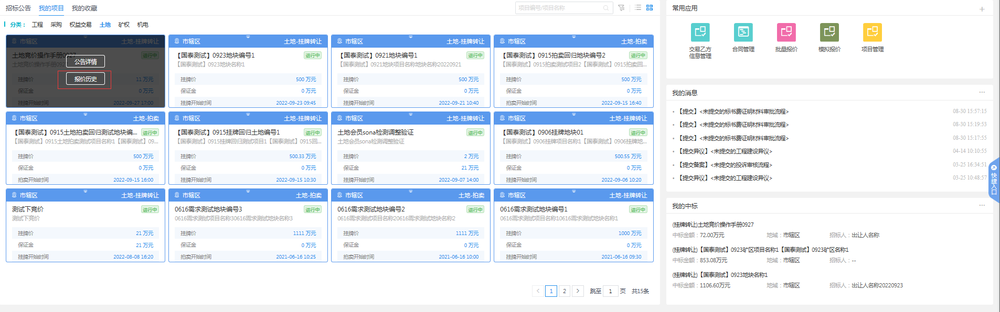 招标公告 我的项目 我的收藏
项目编号/项目名称
分类： 工程 采购 权益交易 土地 矿权 机电
市辖区 土地-挂牌转让
土地竞价操作手册0927 进行中
土地竞价操作手册0927
公告详情
报价历史
挂牌价 11 万元
保证金 0 万元
挂牌开始时间 2022-09-27 17:00
市辖区 土地-挂牌转让
【国泰测试】0923地块编号1 进行中
【国泰测试】0923地块名称1
挂牌价 500 万元
保证金 0 万元
挂牌开始时间 2022-09-23 09:45
市辖区 土地-挂牌转让
【国泰测试】0921地块编号1 进行中
【国泰测试】0921地块项目名称地块名称20220921
挂牌价 500 万元
保证金 0 万元
挂牌开始时间 2022-09-21 10:40
市辖区 土地-拍卖
【国泰测试】0915拍卖回归地块编号2 进行中
【国泰测试】0915拍卖测试项目2【国泰测试】0915拍卖回...
挂牌价 500 万元
保证金 0 万元
拍卖开始时间 2022-09-15 16:40
市辖区 土地-拍卖
【国泰测试】0915土地拍卖回归测试地块编... 进行中
【国泰测试】0915土地拍卖测试项目名称1【国泰测试】09...
挂牌价 500 万元
保证金 0 万元
拍卖开始时间 2022-09-15 16:00
市辖区 土地-挂牌转让
【国泰测试】0915挂牌回归土地编号1 进行中
【国泰测试】0915挂牌回归测试项目1【国泰测试】0915回...
挂牌价 500.33 万元
保证金 0 万元
挂牌开始时间 2022-09-15 10:30
市辖区 土地-挂牌转让
土地会员sona检测调整验证 进行中
土地会员sona检测调整验证
挂牌价 2 万元
保证金 21 万元
挂牌开始时间 2022-09-07 14:00
市辖区 土地-挂牌转让
【国泰测试】0906挂牌地块01 进行中
【国泰测试】0906挂牌项目名称1【国泰测试】0906挂牌地...
挂牌价 500.55 万元
保证金 0 万元
挂牌开始时间 2022-09-06 10:20
市辖区 土地-挂牌转让
测试下竞价 进行中
测试下竞价
挂牌价 21 万元
保证金 21 万元
挂牌开始时间 2022-08-08 16:20
市辖区 土地-拍卖
0616需求测试地块编号3 进行中
0616需求测试项目名称30616需求测试地块名称3
挂牌价 1111 万元
保证金 0 万元
拍卖开始时间 2021-06-16 10:25
市辖区 土地-拍卖
0616需求测试地块编号2 进行中
0616需求测试项目名称20616需求测试地块名称2
挂牌价 1111 万元
保证金 0 万元
拍卖开始时间 2021-06-16 10:00
市辖区 土地-挂牌转让
0616需求测试地块编号1 进行中
0616需求测试项目名称10616需求测试地块名称1
挂牌价 1000 万元
保证金 0 万元
挂牌开始时间 2021-06-16 09:30
< 1 2 > 跳至 1 页 共15条
常用应用
交易乙方
信息管理
合同管理
批量报价
模拟报价
项目管理
我的消息 ...
【提交】<未提交的标书费证明材料审批流程> 08-30 15:57:15
【提交】<未提交的标书费证明材料审批流程> 08-30 15:19:53
【提交】<未提交的标书费证明材料审批流程> 08-30 15:17:55
【提交异议】<未提交的工程建设异议> 04-14 10:10:55
【提交备案】<未提交的投诉审核流程> 03-25 16:34:51
【提交异议】<未提交的工程建设异议> 03-25 10:48:57
快捷入口
我的中标 ...
(挂牌转让)土地竞价操作手册0927
中标金额：72.00万元 地域：市辖区 招标人：出让人名称
(挂牌转让)【国泰测试】0923矿区项目名称1【国泰测试】0923矿区名称1
中标金额：853.08万元 地域：市辖区 招标人：--
(挂牌转让)【国泰测试】0923地块名称1
中标金额：1106.60万元 地域：市辖区 招标人：出让人名称20220923